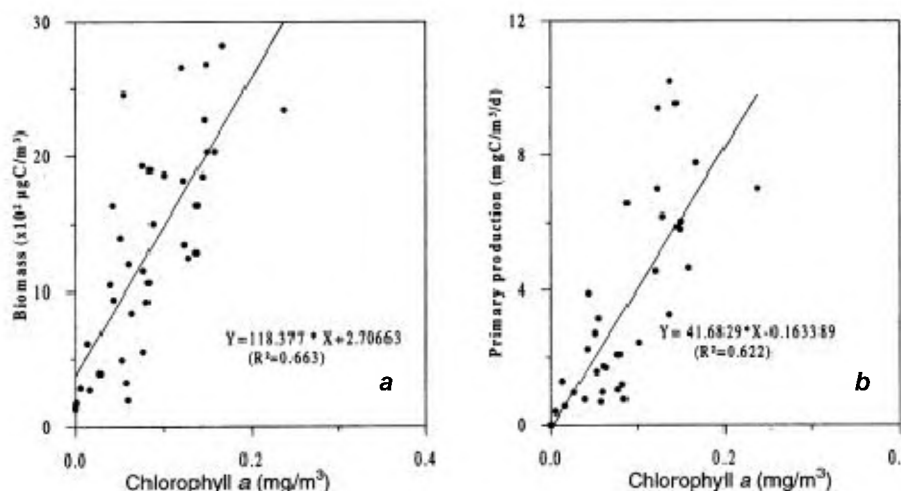 Biomass (x10² µgC/m³)
30
20
10
0
0.0
0.2
0.4
Y=118.377 * X+2.70663
(R²=0.663)
a
Chlorophyll a (mg/m³)
Primary production (mgC/m³/d)
12
8
4
0
0.0
0.2
0.
(R²=0.622)
b
Chlorophyll a (mg/m³)